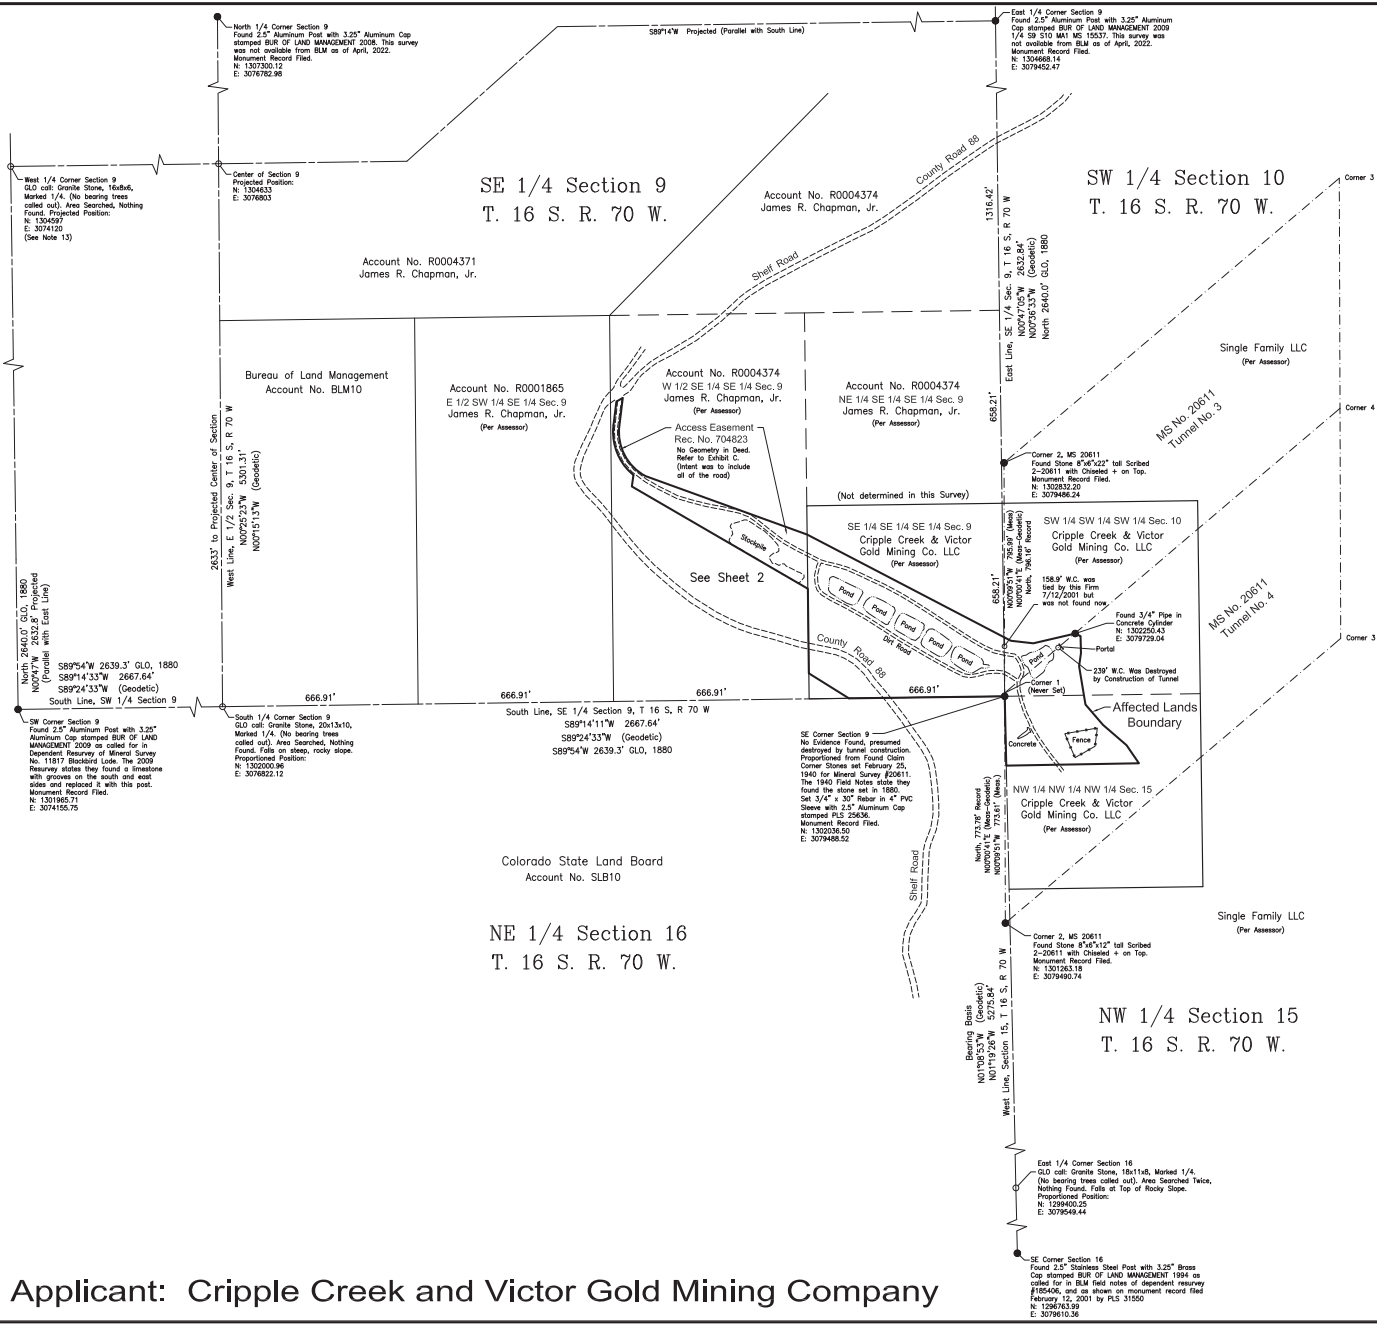 North 1/4 Corner Section 9
Found 2.5" Aluminum Post with 3.25" Aluminum Cap
stamped BUR OF LAND MANAGEMENT 2008. This survey
was not available from BLM as of April, 2022.
Monument Record Filed.
N: 1307300.12
E: 3076782.98
S89°14'W  Projected (Parallel with South Line)
East 1/4 Corner Section 9
Found 2.5" Aluminum Post with 3.25" Aluminum
Cap stamped BUR OF LAND MANAGEMENT 2009
1/4 S9 S10 MA1 MS 15537. This survey was
not available from BLM as of April, 2022.
Monument Record Filed.
N: 1304668.14
E: 3079452.47
West 1/4 Corner Section 9
GLO call: Granite Stone, 16x8x6,
Marked 1/4. (No bearing trees
called out). Area Searched, Nothing
Found. Projected Position:
N: 1304597
E: 3074120
(See Note 13)
Center of Section 9
Projected Position:
N: 1304633
E: 3076803
SE 1/4 Section 9
T. 16 S. R. 70 W.
Account No. R0004374
James R. Chapman, Jr.
County Road 88
Shelf Road
SW 1/4 Section 10
T. 16 S. R. 70 W.
Corner 3
Account No. R0004371
James R. Chapman, Jr.
1316.42'
East Line, SE 1/4 Sec. 9, T 16 S, R 70 W
N00°47'05"W  2632.84'
N00°36'33"W  (Geodetic)
North 2640.0' GLO, 1880
Single Family LLC
(Per Assessor)
Bureau of Land Management
Account No. BLM10
Account No. R0001865
E 1/2 SW 1/4 SE 1/4 Sec. 9
James R. Chapman, Jr.
(Per Assessor)
Account No. R0004374
W 1/2 SE 1/4 SE 1/4 Sec. 9
James R. Chapman, Jr.
(Per Assessor)
Account No. R0004374
NE 1/4 SE 1/4 SE 1/4 Sec. 9
James R. Chapman, Jr.
(Per Assessor)
Access Easement
Rec. No. 704823
No Geometry in Deed.
Refer to Exhibit C.
(Intent was to include
all of the road)
658.21'
MS No. 20611
Tunnel No. 3
Corner 4
2633' to Projected Center of Section
West Line, E 1/2 Sec. 9, T 16 S, R 70 W
N00°25'23"W  5301.31'
N00°15'13"W  (Geodetic)
Corner 2, MS 20611
Found Stone 8"x6"x22" tall Scribed
2-20611 with Chiseled + on Top.
Monument Record Filed.
N: 1302832.20
E: 3079486.24
(Not determined in this Survey)
SE 1/4 SE 1/4 SE 1/4 Sec. 9
Cripple Creek & Victor
Gold Mining Co. LLC
(Per Assessor)
SW 1/4 SW 1/4 SW 1/4 Sec. 10
Cripple Creek & Victor
Gold Mining Co. LLC
(Per Assessor)
N00°09'51"W  795.99' (Meas)
N00°00'41"E (Meas-Geodetic)
North, 796.16' Record
658.21'
158.9' W.C. was
tied by this Firm
7/12/2001 but
was not found now
Stockpile
See Sheet 2
Pond
Pond
Pond
Pond
Pond
Dirt Road
Pond
Found 3/4" Pipe in
Concrete Cylinder
N: 1302250.43
E: 3079729.04
Portal
239' W.C. Was Destroyed
by Construction of Tunnel
MS No. 20611
Tunnel No. 4
Corner 3
County Road 88
Corner 1
(Never Set)
Affected Lands
Boundary
Fence
Concrete
North 2640.0' GLO, 1880
N00°47'W  2632.8' Projected
(Parallel with East Line)
S89°54'W 2639.3' GLO, 1880
S89°14'33"W  2667.64'
S89°24'33"W  (Geodetic)
South Line, SW 1/4 Section 9
666.91'
666.91'
666.91'
666.91'
South Line, SE 1/4 Section 9, T 16 S, R 70 W
S89°14'11"W  2667.64'
S89°24'33"W  (Geodetic)
S89°54'W 2639.3' GLO, 1880
SW Corner Section 9
Found 2.5" Aluminum Post with 3.25"
Aluminum Cap stamped BUR OF LAND
MANAGEMENT 2009 as called for in
Dependent Resurvey of Mineral Survey
No. 11817 Blackbird Lode. The 2009
Resurvey states they found a limestone
with grooves on the south and east
sides and replaced it with this post.
Monument Record Filed.
N: 1301965.71
E: 3074155.75
South 1/4 Corner Section 9
GLO call: Granite Stone, 20x13x10,
Marked 1/4. (No bearing trees
called out). Area Searched, Nothing
Found. Falls on steep, rocky slope.
Proportioned Position:
N: 1302000.96
E: 3076822.12
SE Corner Section 9
No Evidence Found, presumed
destroyed by tunnel construction.
Proportioned from Found Claim
Corner Stones set February 25,
1940 for Mineral Survey #20611.
The 1940 Field Notes state they
found the stone set in 1880.
Set 3/4" x 30" Rebar in 4" PVC
Sleeve with 2.5" Aluminum Cap
stamped PLS 25636.
Monument Record Filed.
N: 1302036.50
E: 3079488.52
NW 1/4 NW 1/4 NW 1/4 Sec. 15
Cripple Creek & Victor
Gold Mining Co. LLC
(Per Assessor)
North, 773.76' Record
N00°00'41"E (Meas-Geodetic)
N00°09'51"W  773.61' (Meas.)
Colorado State Land Board
Account No. SLB10
Shelf Road
NE 1/4 Section 16
T. 16 S. R. 70 W.
Single Family LLC
(Per Assessor)
Corner 2, MS 20611
Found Stone 8"x6"x12" tall Scribed
2-20611 with Chiseled + on Top.
Monument Record Filed.
N: 1301263.18
E: 3079490.74
Bearing Basis
N01°08'53"W  (Geodetic)
N01°19'26"W  5275.84'
West Line, Section 15, T 16 S, R 70 W
NW 1/4 Section 15
T. 16 S. R. 70 W.
East 1/4 Corner Section 16
GLO call: Granite Stone, 18x11x8, Marked 1/4.
(No bearing trees called out). Area Searched Twice,
Nothing Found. Falls at Top of Rocky Slope.
Proportioned Position:
N: 1299400.25
E: 3079549.44
SE Corner Section 16
Found 2.5" Stainless Steel Post with 3.25" Brass
Cap stamped BUR OF LAND MANAGEMENT 1994 as
called for in BLM field notes of dependent resurvey
#185406, and as shown on monument record filed
February 12, 2001 by PLS 31550
N: 1296763.99
E: 3079610.36
Applicant:  Cripple Creek and Victor Gold Mining Company